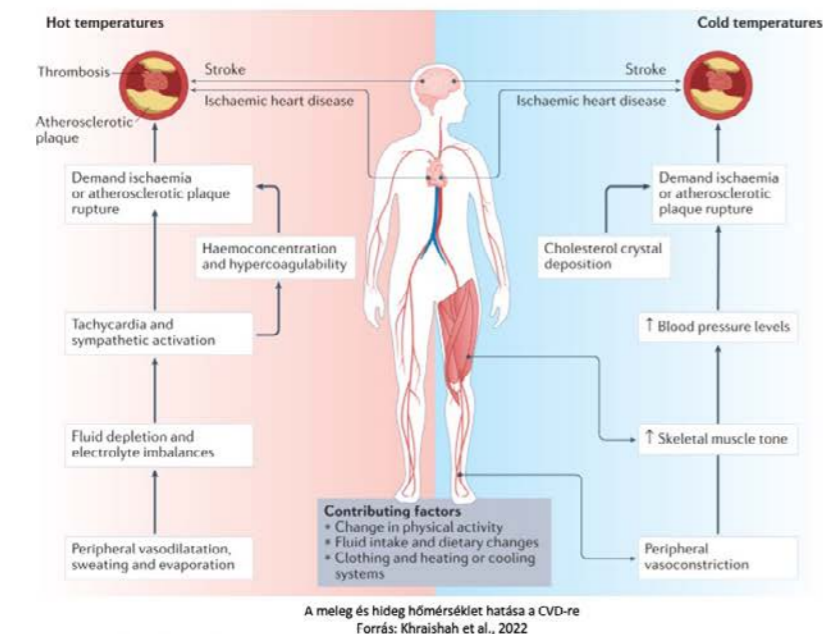 Hot temperatures
Cold temperatures
Thrombosis
Stroke
Stroke
Ischaemic heart disease
Ischaemic heart disease
Atherosclerotic
plaque
Demand ischaemia
or atherosclerotic plaque
rupture
Demand ischaemia
or atherosclerotic
plaque rupture
Haemoconcentration
and hypercoagulability
Cholesterol crystal
deposition
Tachycardia and
sympathetic activation
↑ Blood pressure levels
Fluid depletion and
electrolyte imbalances
↑ Skeletal muscle tone
Contributing factors
• Change in physical activity
• Fluid intake and dietary changes
• Clothing and heating or cooling
systems
Peripheral vasodilatation,
sweating and evaporation
Peripheral
vasoconstriction
A meleg és hideg hőmérséklet hatása a CVD-re
Forrás: Khraishah et al., 2022